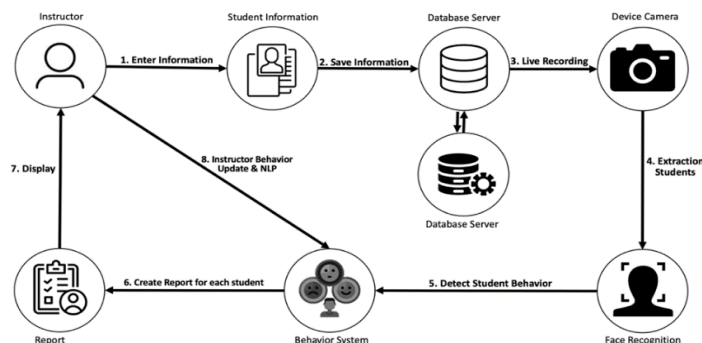 Instructor
Student Information
Database Server
Device Camera
1. Enter Information
2. Save Information
3. Live Recording
7. Display
8. Instructor Behavior
Update & NLP
4. Extraction
Students
Database Server
6. Create Report for each student
5. Detect Student Behavior
Report
Behavior System
Face Recognition